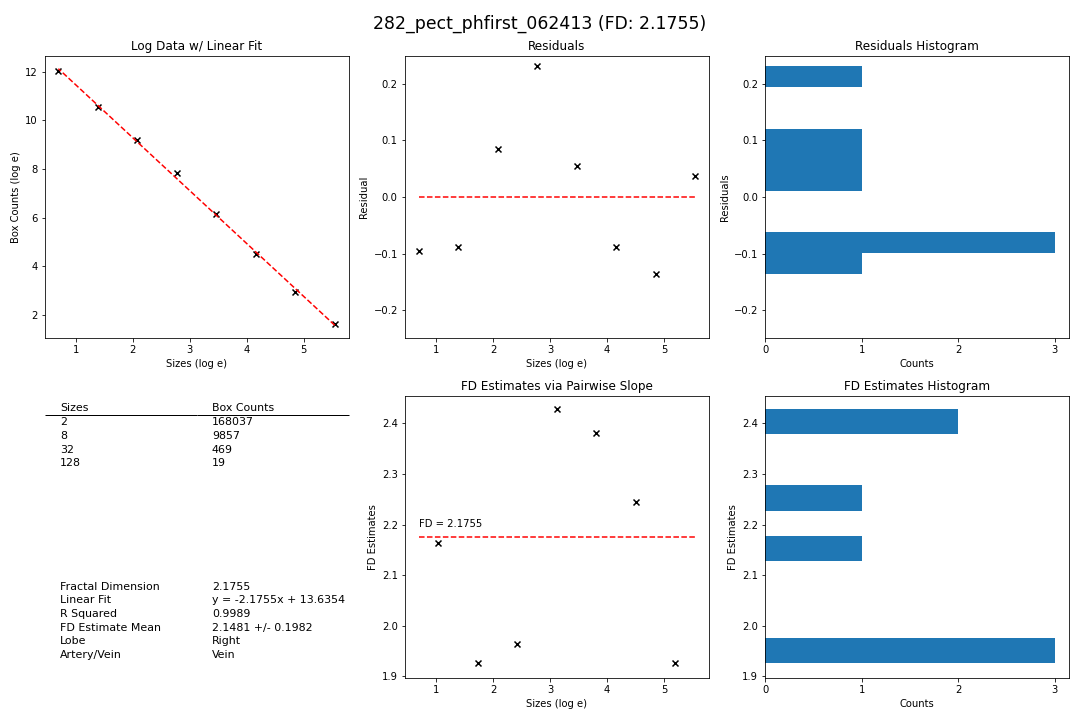 282_pect_phfirst_062413 (FD: 2.1755)
Log Data w/ Linear Fit
12
10
8
6
4
2
Box Counts (log e)
1 2 3 4 5
Sizes (log e)
Residuals
0.2
0.1
0.0
−0.1
−0.2
Residual
1 2 3 4 5
Sizes (log e)
Residuals Histogram
0.2
0.1
0.0
−0.1
−0.2
Residuals
0 1 2 3
Counts
Sizes Box Counts
2 168037
8 9857
32 469
128 19
Fractal Dimension 2.1755
Linear Fit y = -2.1755x + 13.6354
R Squared 0.9989
FD Estimate Mean 2.1481 +/- 0.1982
Lobe Right
Artery/Vein Vein
FD Estimates via Pairwise Slope
2.4
2.3
2.2
2.1
2.0
1.9
FD Estimates
FD = 2.1755
1 2 3 4 5
Sizes (log e)
FD Estimates Histogram
2.4
2.3
2.2
2.1
2.0
1.9
FD Estimates
0 1 2 3
Counts